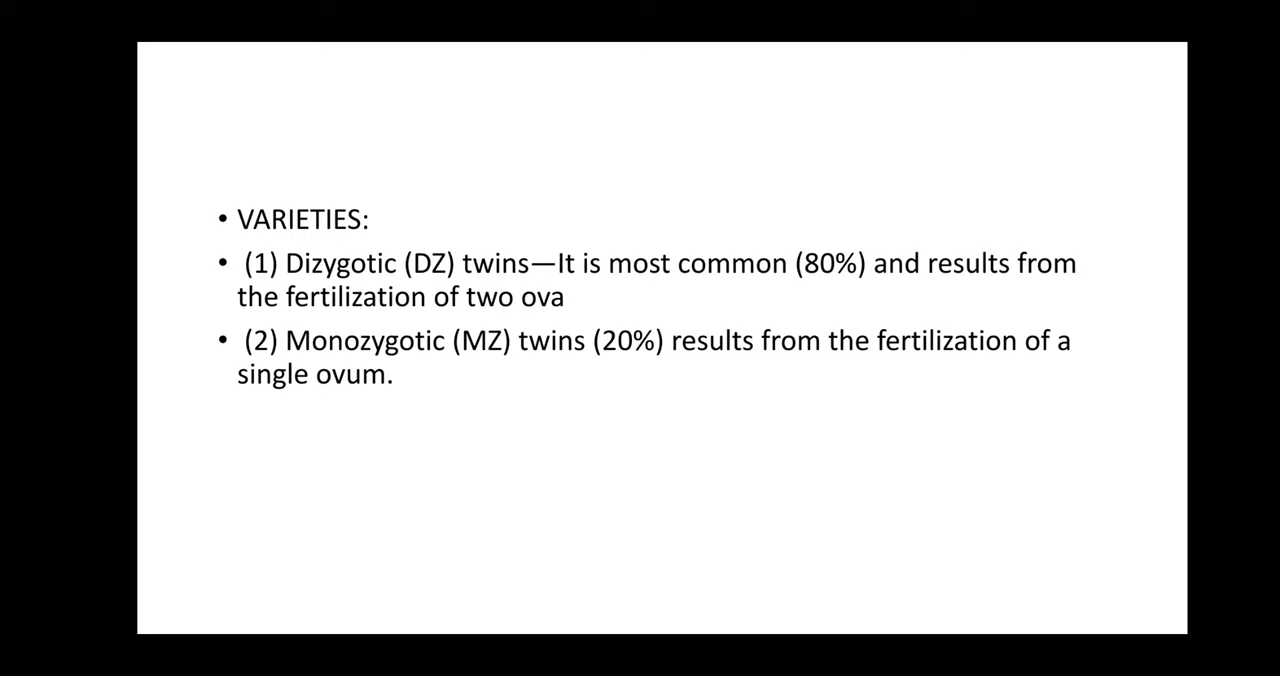 • VARIETIES:
• (1) Dizygotic (DZ) twins—It is most common (80%) and results from
the fertilization of two ova
• (2) Monozygotic (MZ) twins (20%) results from the fertilization of a
single ovum.